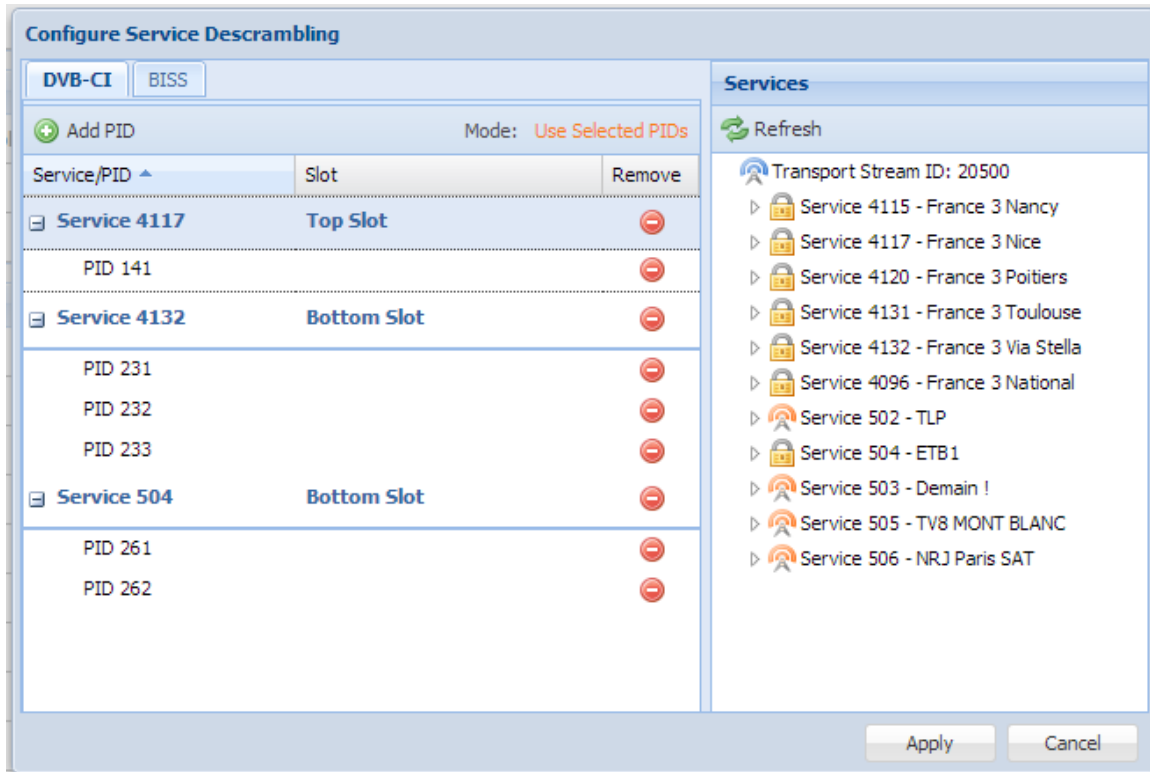 Configure Service Descrambling
DVB-CI BISS
Add PID Mode: Use Selected PIDs
Service/PID Slot Remove
Service 4117 Top Slot
PID 141
Service 4132 Bottom Slot
PID 231
PID 232
PID 233
Service 504 Bottom Slot
PID 261
PID 262
Services
Refresh
Transport Stream ID: 20500
Service 4115 - France 3 Nancy
Service 4117 - France 3 Nice
Service 4120 - France 3 Poitiers
Service 4131 - France 3 Toulouse
Service 4132 - France 3 Via Stella
Service 4096 - France 3 National
Service 502 - TLP
Service 504 - ETB1
Service 503 - Demain !
Service 505 - TV8 MONT BLANC
Service 506 - NRJ Paris SAT
Apply Cancel